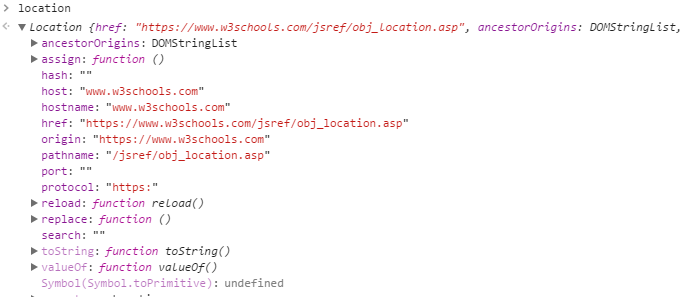 > location
Location {href: "https://www.w3schools.com/jsref/obj_location.asp", ancestorOrigins: DOMStringList,
ancestorOrigins: DOMStringList
assign: function ()
hash: ""
host: "www.w3schools.com"
hostname: "www.w3schools.com"
href: "https://www.w3schools.com/jsref/obj_location.asp"
origin: "https://www.w3schools.com"
pathname: "/jsref/obj_location.asp"
port: ""
protocol: "https:"
reload: function reload()
replace: function ()
search: ""
toString: function toString()
valueOf: function valueOf()
Symbol(Symbol.toPrimitive): undefined